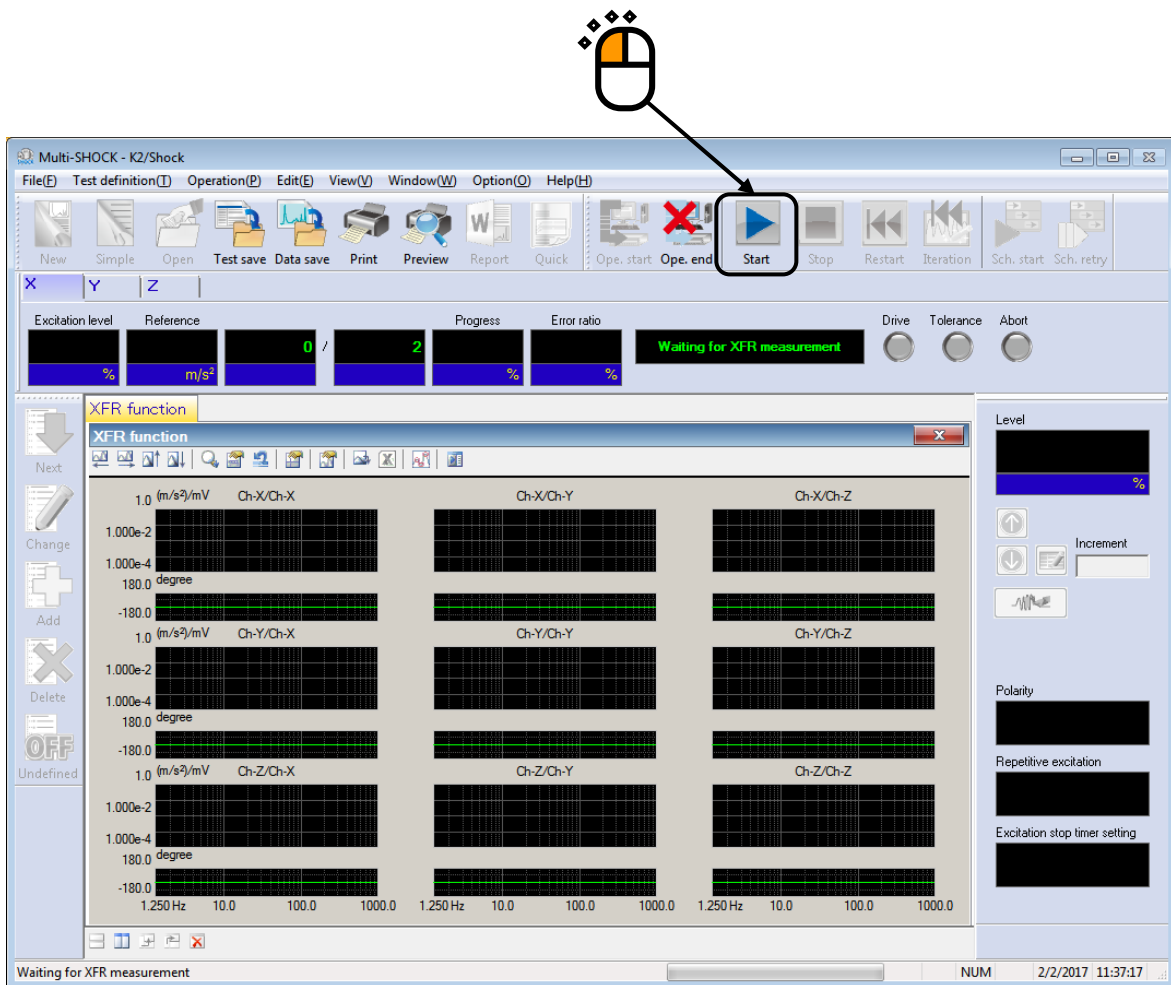 Multi-SHOCK - K2/Shock
File(F) Test definition(T) Operation(P) Edit(E) View(V) Window(W) Option(O) Help(H)
New Simple Open Test save Data save Print Preview Report Quick Ope. start Ope. end Start Stop Restart Iteration Sch. start Sch. retry
X Y Z
Excitation level Reference Progress Error ratio Drive Tolerance Abort
0 / 2 Waiting for XFR measurement
% m/s² % %
XFR function
XFR function
Level
%
Next
Change
Add
Delete
OFF
Undefined
Increment
1.0 (m/s²)/mV Ch-X/Ch-X Ch-X/Ch-Y Ch-X/Ch-Z
1.000e-2
1.000e-4
180.0 degree
-180.0
1.0 (m/s²)/mV Ch-Y/Ch-X Ch-Y/Ch-Y Ch-Y/Ch-Z
1.000e-2
1.000e-4
180.0 degree
-180.0
1.0 (m/s²)/mV Ch-Z/Ch-X Ch-Z/Ch-Y Ch-Z/Ch-Z
1.000e-2
1.000e-4
180.0 degree
-180.0
1.250 Hz 10.0 100.0 1000.0 1.250 Hz 10.0 100.0 1000.0 1.250 Hz 10.0 100.0 1000.0
Polarity
Repetitive excitation
Excitation stop timer setting
Waiting for XFR measurement NUM 2/2/2017 11:37:17